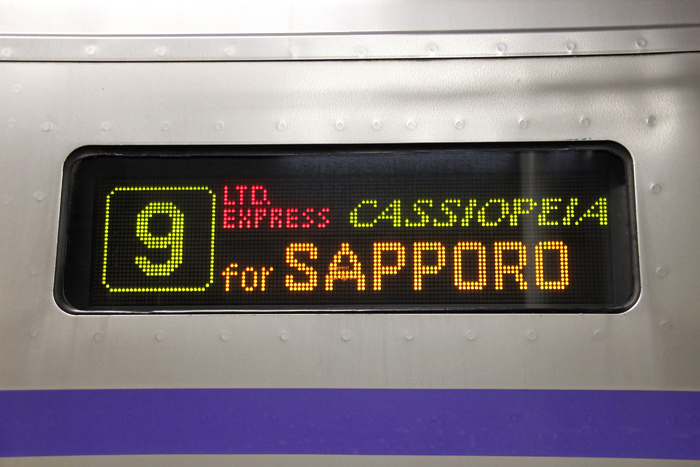 9
LTD.
EXPRESS CASSIOPEIA
for SAPPORO